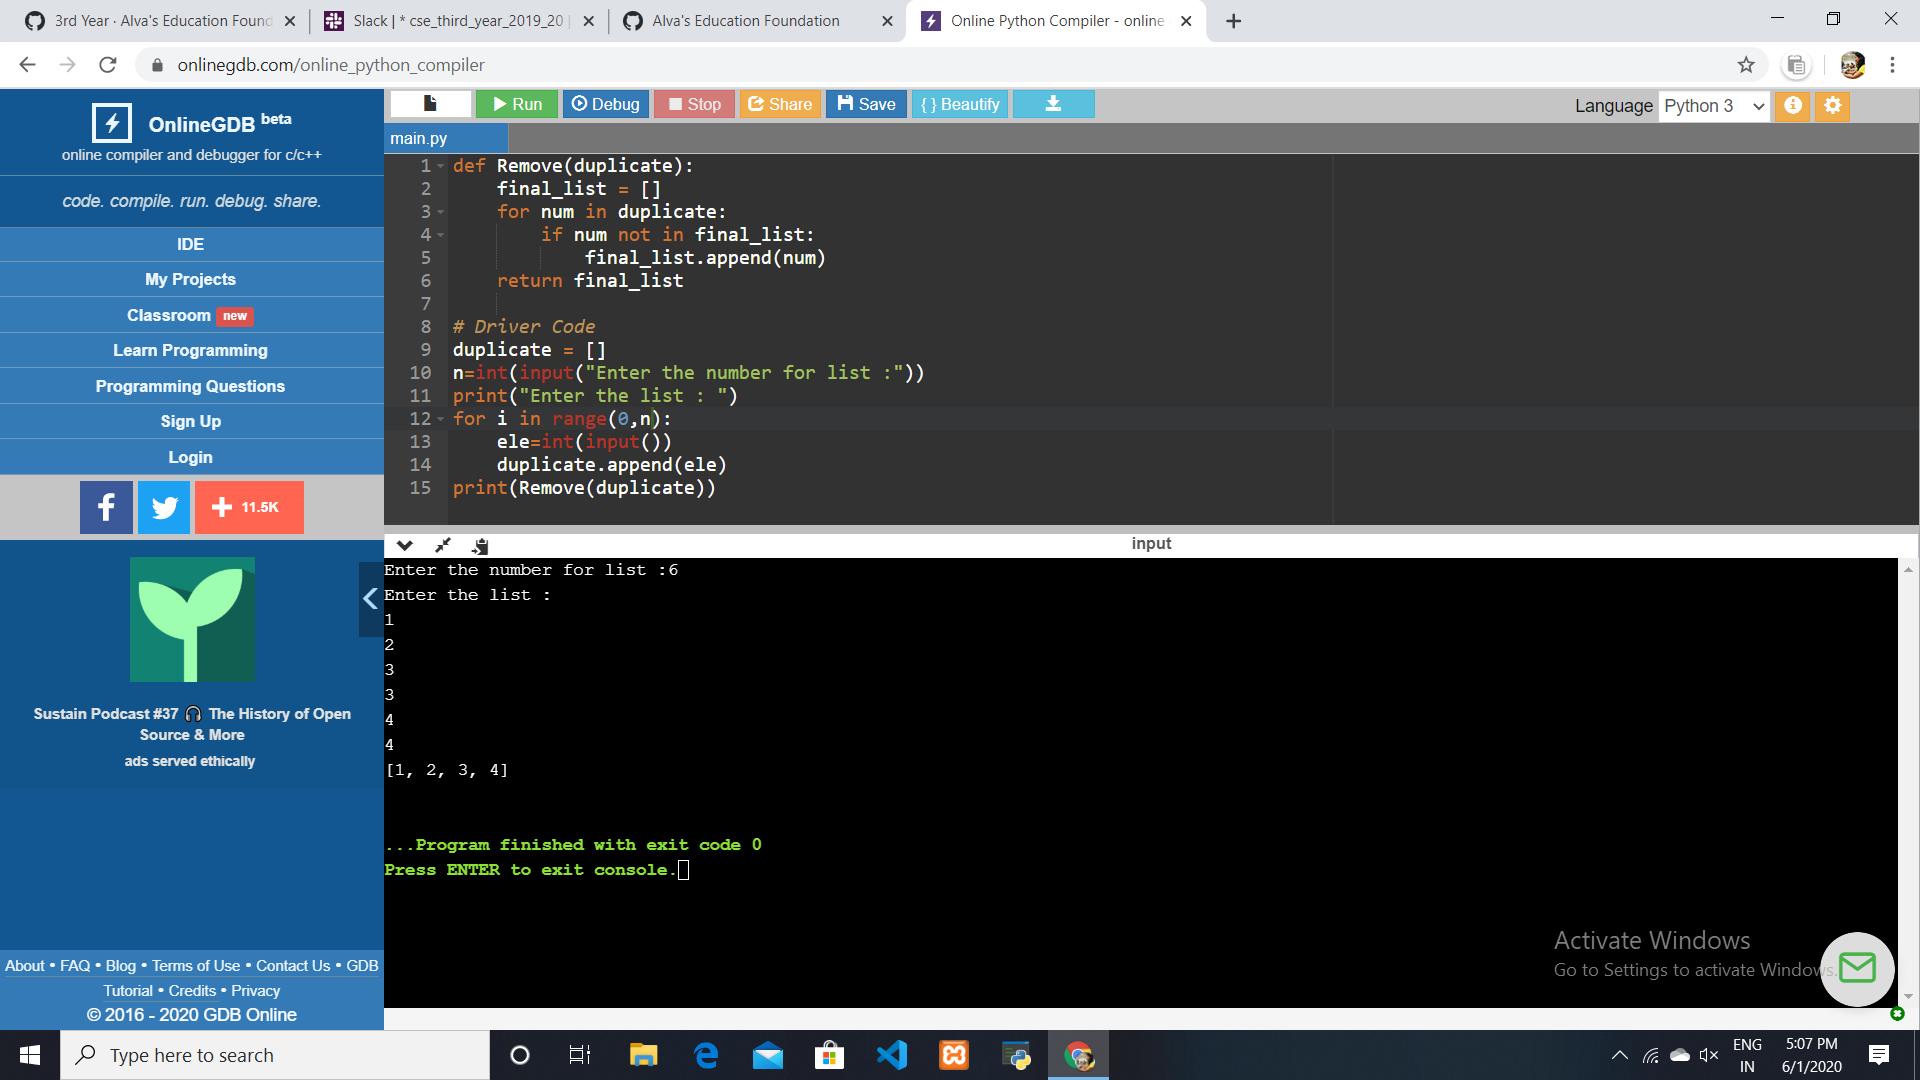 3rd Year · Alva's Education Found
Slack | * cse_third_year_2019_20 |
Alva's Education Foundation
Online Python Compiler - online
onlinegdb.com/online_python_compiler
OnlineGDB beta
online compiler and debugger for c/c++
code. compile. run. debug. share.
IDE
My Projects
Classroom new
Learn Programming
Programming Questions
Sign Up
Login
11.5K
Sustain Podcast #37 🎧 The History of Open
Source & More
ads served ethically
About • FAQ • Blog • Terms of Use • Contact Us • GDB
Tutorial • Credits • Privacy
© 2016 - 2020 GDB Online
Run Debug Stop Share Save { } Beautify
Language Python 3
main.py
1 def Remove(duplicate):
2     final_list = []
3     for num in duplicate:
4         if num not in final_list:
5             final_list.append(num)
6     return final_list
7
8 # Driver Code
9 duplicate = []
10 n=int(input("Enter the number for list :"))
11 print("Enter the list : ")
12 for i in range(0,n):
13     ele=int(input())
14     duplicate.append(ele)
15 print(Remove(duplicate))
input
Enter the number for list :6
Enter the list :
1
2
3
3
4
4
[1, 2, 3, 4]
...Program finished with exit code 0
Press ENTER to exit console.
Activate Windows
Go to Settings to activate Windows.
Type here to search
ENG
IN
5:07 PM
6/1/2020